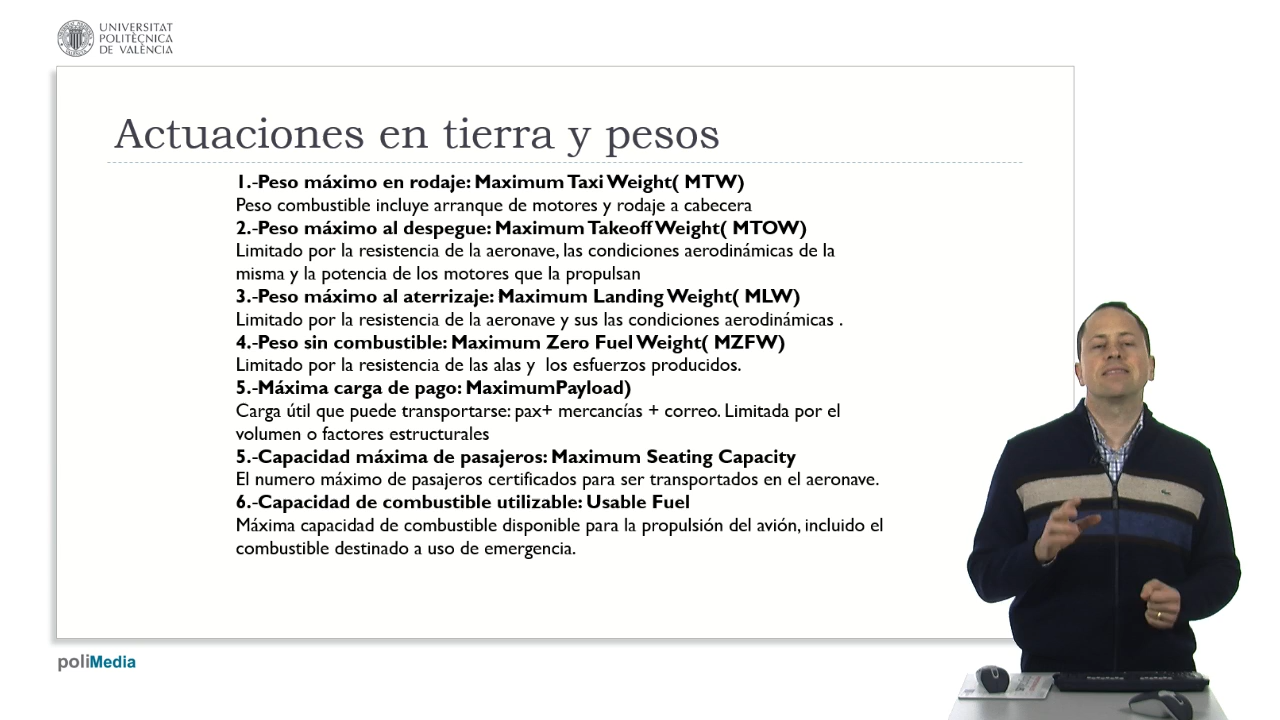 UNIVERSITAT
POLITÈCNICA
DE VALÈNCIA
Actuaciones en tierra y pesos
1.-Peso máximo en rodaje: Maximum Taxi Weight( MTW)
Peso combustible incluye arranque de motores y rodaje a cabecera
2.-Peso máximo al despegue: Maximum Takeoff Weight( MTOW)
Limitado por la resistencia de la aeronave, las condiciones aerodinámicas de la
misma y la potencia de los motores que la propulsan
3.-Peso máximo al aterrizaje: Maximum Landing Weight( MLW)
Limitado por la resistencia de la aeronave y sus las condiciones aerodinámicas .
4.-Peso sin combustible: Maximum Zero Fuel Weight( MZFW)
Limitado por la resistencia de las alas y  los esfuerzos producidos.
5.-Máxima carga de pago: MaximumPayload)
Carga útil que puede transportarse: pax+ mercancías + correo. Limitada por el
volumen o factores estructurales
5.-Capacidad máxima de pasajeros: Maximum Seating Capacity
El numero máximo de pasajeros certificados para ser transportados en el aeronave.
6.-Capacidad de combustible utilizable: Usable Fuel
Máxima capacidad de combustible disponible para la propulsión del avión, incluido el
combustible destinado a uso de emergencia.
poliMedia